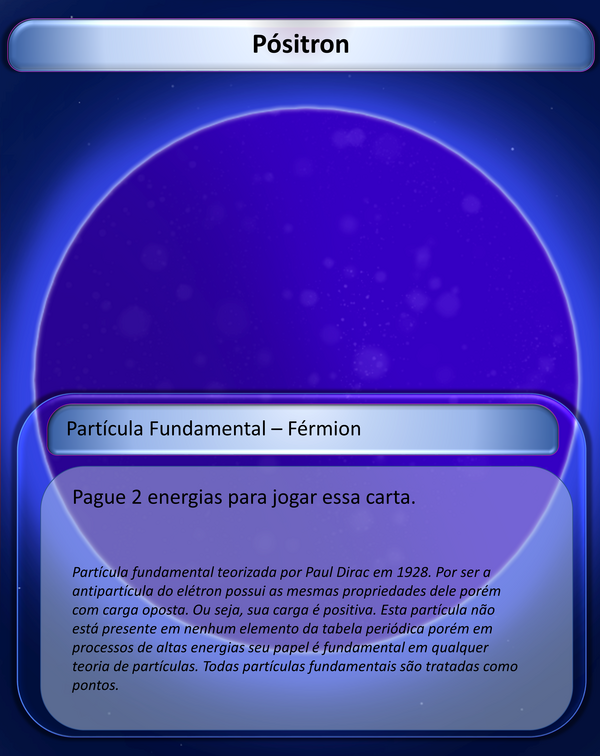 Pósitron
Partícula Fundamental – Férmion
Pague 2 energias para jogar essa carta.
Partícula fundamental teorizada por Paul Dirac em 1928. Por ser a
antipartícula do elétron possui as mesmas propriedades dele porém
com carga oposta. Ou seja, sua carga é positiva. Esta partícula não
está presente em nenhum elemento da tabela periódica porém em
processos de altas energias seu papel é fundamental em qualquer
teoria de partículas. Todas partículas fundamentais são tratadas como
pontos.